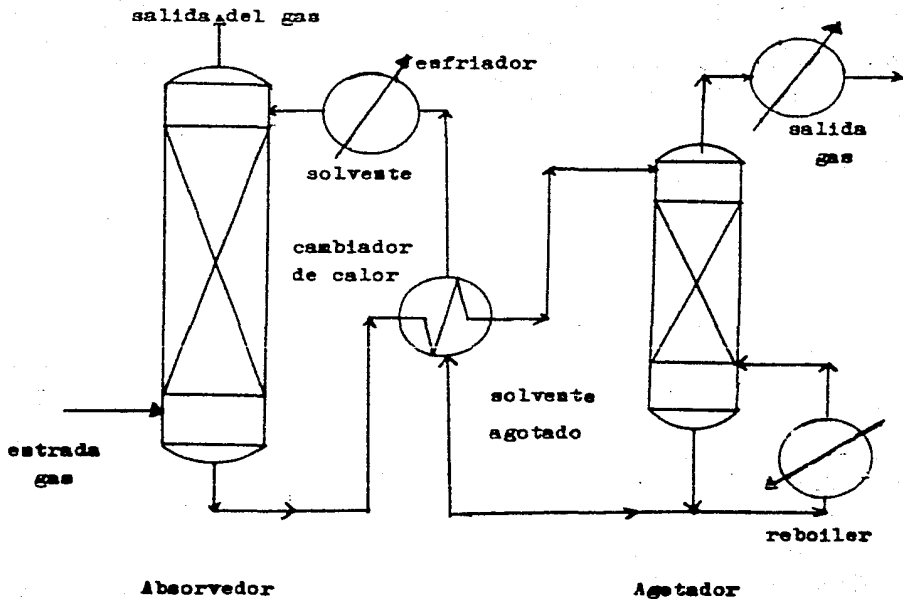 salida del gas
esfriador
salida
gas
solvente
cambiador
de calor
solvente
agotado
estrada
gas
reboiler
Absorvedor
Agotador